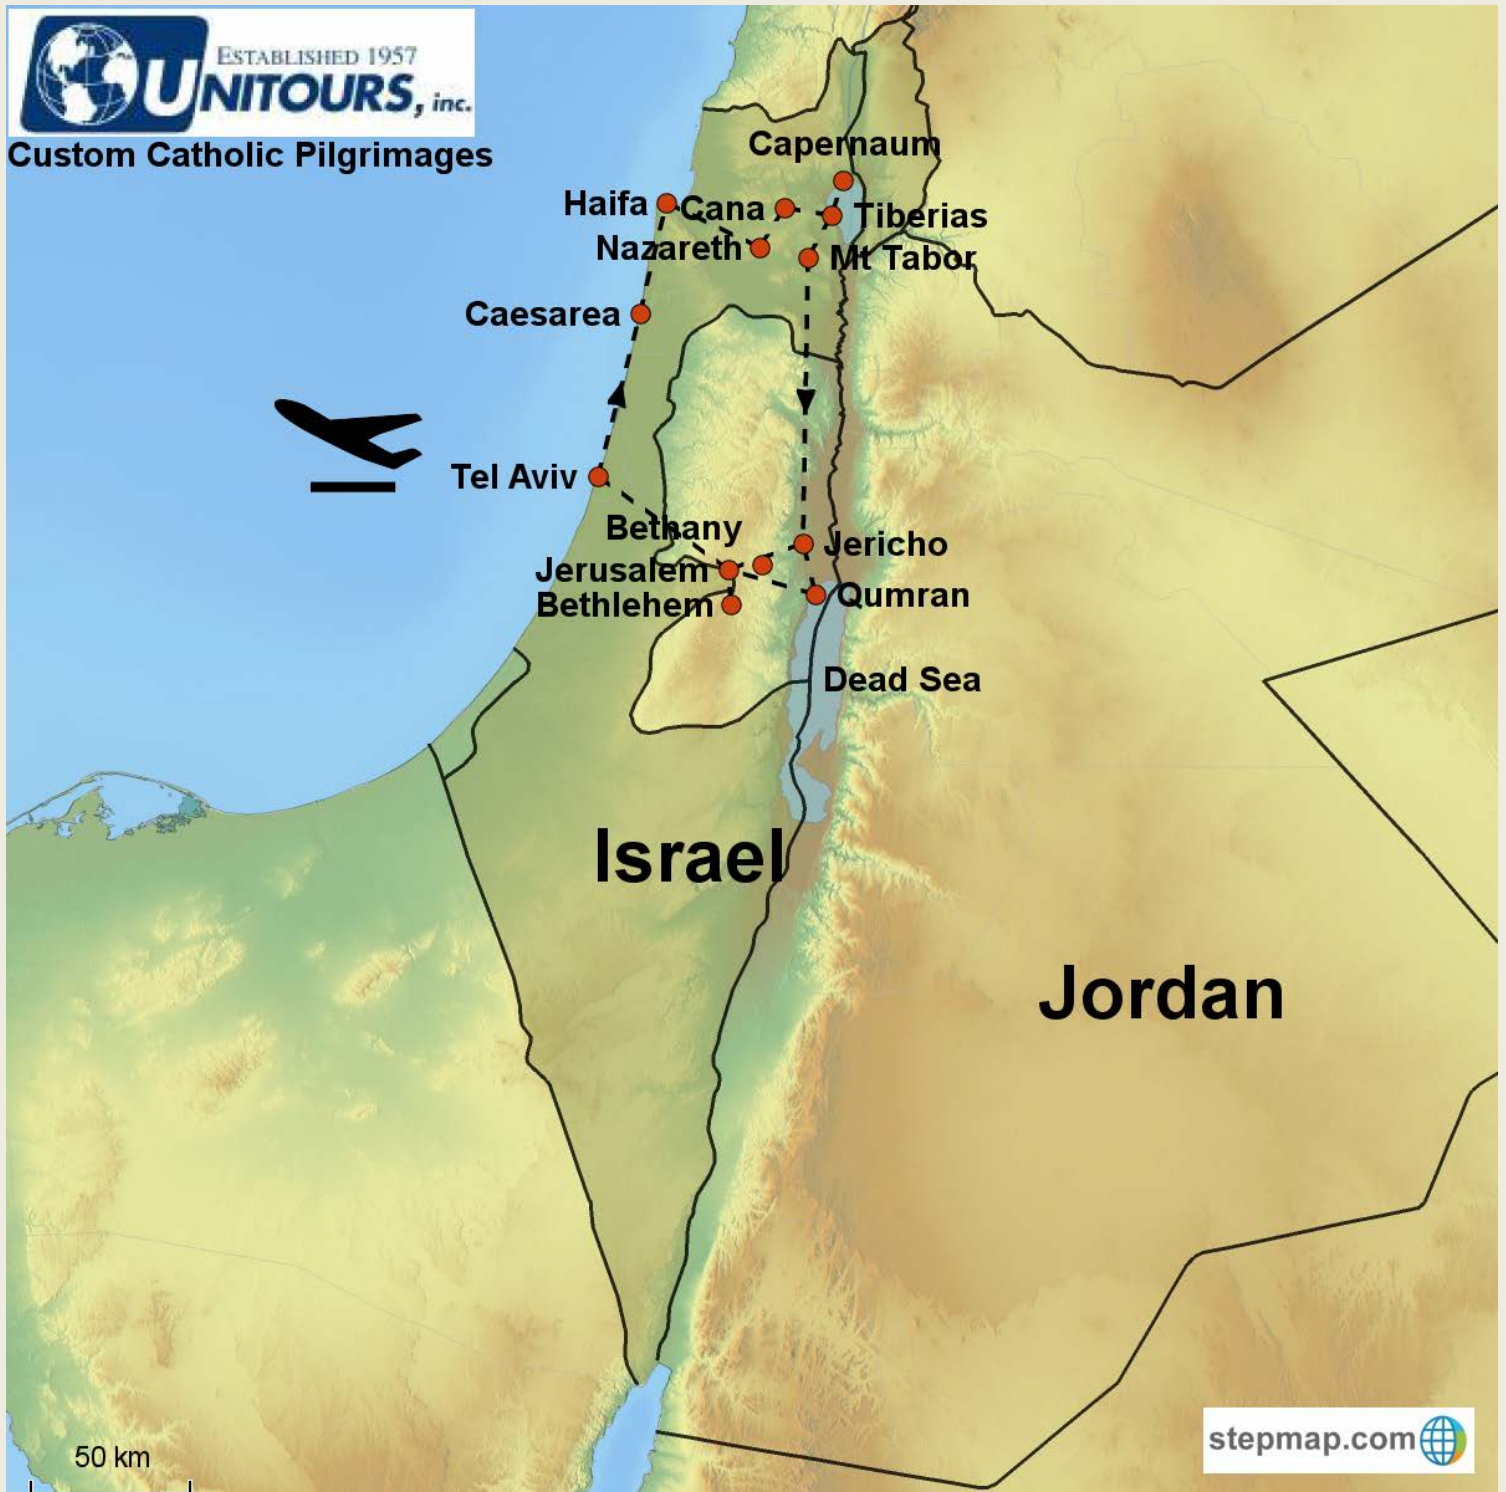 ESTABLISHED 1957
UNITOURS, inc.
Custom Catholic Pilgrimages
Capernaum
Haifa
Cana
Tiberias
Nazareth
Mt Tabor
Caesarea
Tel Aviv
Bethany
Jericho
Jerusalem
Qumran
Bethlehem
Dead Sea
Israel
Jordan
stepmap.com
50 km